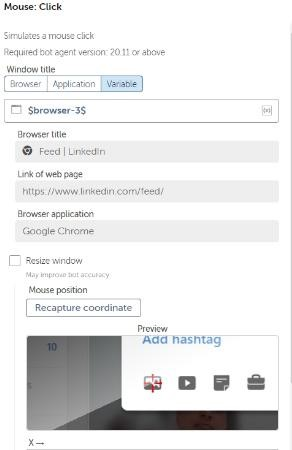 Mouse: Click
Simulates a mouse click
Required bot agent version: 20.11 or above
Window title
Browser Application Variable
$browser-3$
(x)
Browser title
Feed | LinkedIn
Link of web page
https://www.linkedin.com/feed/
Browser application
Google Chrome
Resize window
May improve bot accuracy
Mouse position
Recapture coordinate
Preview
Add hashtag
10
s
X